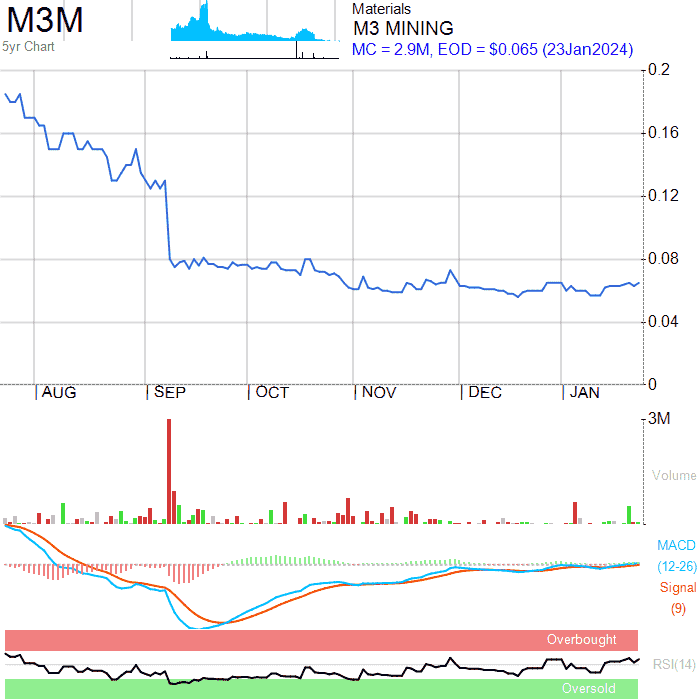 M3M
5yr Chart
Materials
M3 MINING
MC = 2.9M, EOD = $0.065 (23Jan2024)
0.2
0.16
0.12
0.08
0.04
0
AUG
SEP
OCT
NOV
DEC
JAN
3M
Volume
MACD
(12-26)
Signal
(9)
Overbought
RSI(14)
Oversold